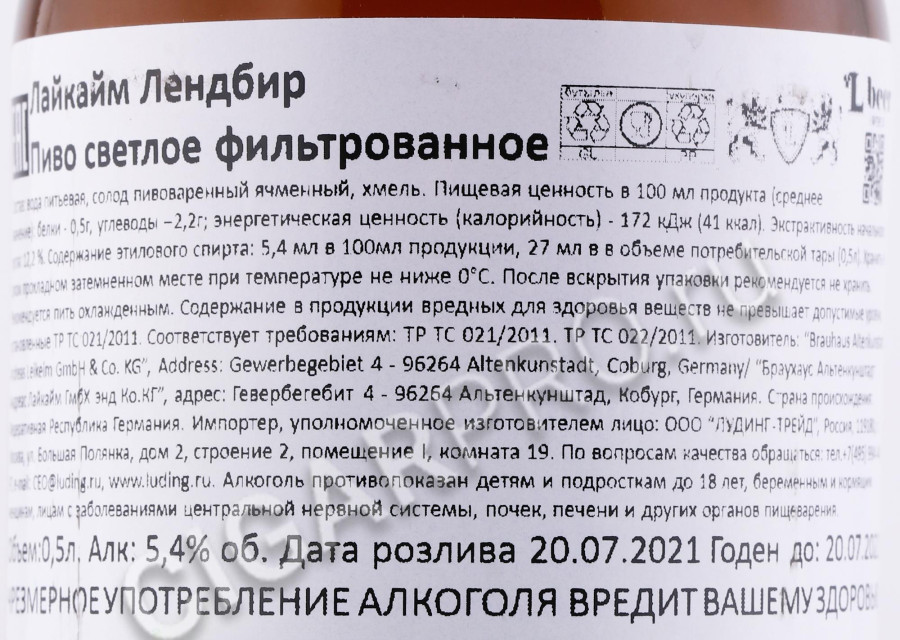 Лайкайм Лендбир
Пиво светлое фильтрованное
вода питьевая, солод пивоваренный ячменный, хмель. Пищевая ценность в 100 мл продукта (среднее
белки - 0,5г, углеводы –2,2г; энергетическая ценность (калорийность) - 172 кДж (41 ккал). Экстрактивность
Содержание этилового спирта: 5,4 мл в 100мл продукции, 27 мл в в объеме потребительской тары (0,5л).
затемненном месте при температуре не ниже 0°С. После вскрытия упаковки рекомендуется не хранить
пить охлажденным. Содержание в продукции вредных для здоровья веществ не превышает допустимые
ТР ТС 021/2011. Соответствует требованиям: ТР ТС 021/2011. ТР ТС 022/2011. Изготовитель: "Brauhaus
Leikeim GmbH & Co. KG", Address: Gewerbegebiet 4 - 96264 Altenkunstadt, Coburg, Germany/ "Браухаус Альтенкунштадт
Лайкайм ГмбХ энд Ко.КГ", адрес: Гевербегебит 4 - 96264 Альтенкунштад, Кобург, Германия. Страна происхождения
Республика Германия. Импортер, уполномоченное изготовителем лицо: ООО "ЛУДИНГ-ТРЕЙД", Россия,
ул. Большая Полянка, дом 2, строение 2, помещение I, комната 19. По вопросам качества обращаться:
CEO@luding.ru, www.luding.ru. Алкоголь противопоказан детям и подросткам до 18 лет, беременным и
лицам с заболеваниями центральной нервной системы, почек, печени и других органов пищеварения.
0,5л. Алк: 5,4% об. Дата розлива 20.07.2021 Годен до: 20.07.
УПОТРЕБЛЕНИЕ АЛКОГОЛЯ ВРЕДИТ ВАШЕМУ
CIGARPRO.ru